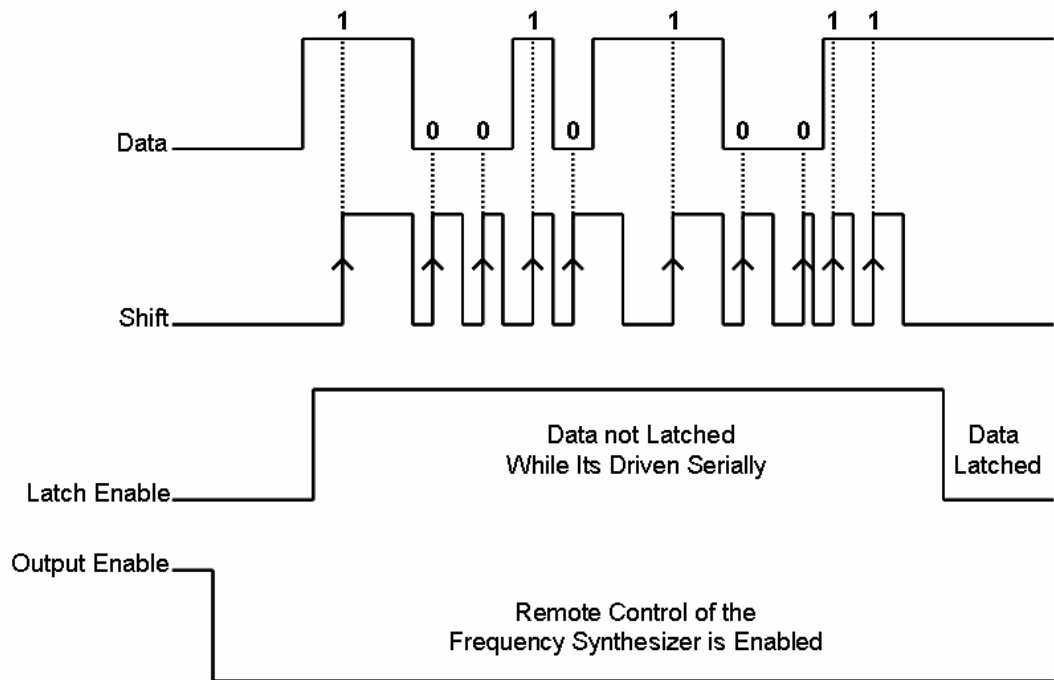 1 1 1 1 1
0 0 0 0 0
Data
Shift
Data not Latched
While Its Driven Serially
Data
Latched
Latch Enable
Output Enable
Remote Control of the
Frequency Synthesizer is Enabled